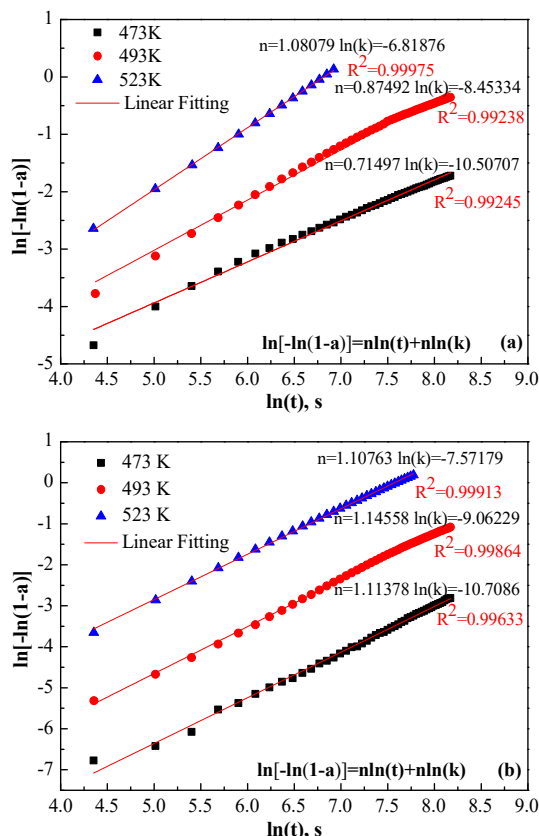 473K
493K
523K
Linear Fitting
n=1.08079 ln(k)=-6.81876
R²=0.99975
n=0.87492 ln(k)=-8.45334
R²=0.99238
n=0.71497 ln(k)=-10.50707
R²=0.99245
ln[-ln(1-a)]
1
0
-1
-2
-3
-4
-5
ln[-ln(1-a)]=nln(t)+nln(k) (a)
4.0 4.5 5.0 5.5 6.0 6.5 7.0 7.5 8.0 8.5 9.0
ln(t), s
473 K
493 K
523 K
Linear Fitting
n=1.10763 ln(k)=-7.57179
R²=0.99913
n=1.14558 ln(k)=-9.06229
R²=0.99864
n=1.11378 ln(k)=-10.7086
R²=0.99633
ln[-ln(1-a)]
1
0
-1
-2
-3
-4
-5
-6
-7
ln[-ln(1-a)]=nln(t)+nln(k) (b)
4.0 4.5 5.0 5.5 6.0 6.5 7.0 7.5 8.0 8.5 9.0
ln(t), s